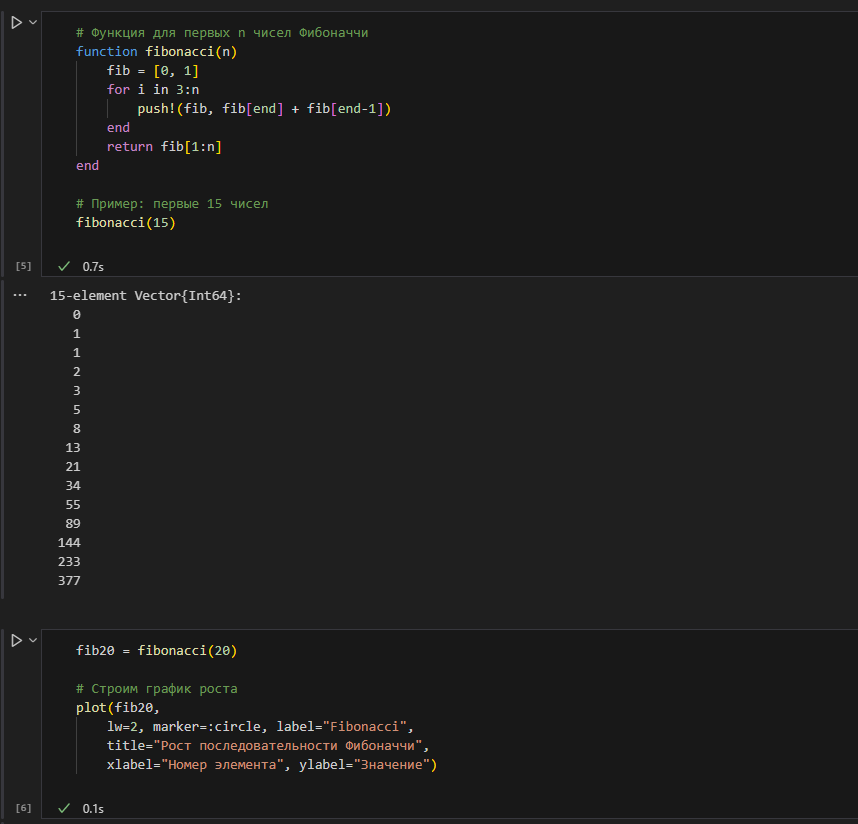 # Функция для первых n чисел Фибоначчи
function fibonacci(n)
    fib = [0, 1]
    for i in 3:n
        push!(fib, fib[end] + fib[end-1])
    end
    return fib[1:n]
end
# Пример: первые 15 чисел
fibonacci(15)
[5] 0.7s
... 15-element Vector{Int64}:
0
1
1
2
3
5
8
13
21
34
55
89
144
233
377
fib20 = fibonacci(20)
# Строим график роста
plot(fib20,
    lw=2, marker=:circle, label="Fibonacci",
    title="Рост последовательности Фибоначчи",
    xlabel="Номер элемента", ylabel="Значение")
[6] 0.1s